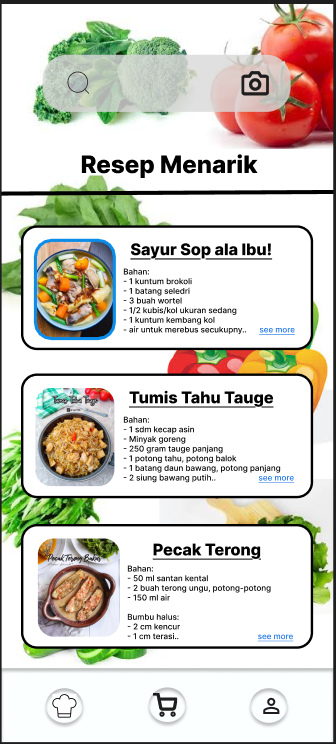 Resep Menarik
Sayur Sop ala Ibu!
Bahan:
- 1 kuntum brokoli
- 1 batang seledri
- 3 buah wortel
- 1/2 kubis/kol ukuran sedang
- 1 kuntum kembang kol
- air untuk merebus secukupny.. see more
Tumis Tahu Tauge
Tumis Tahu Tauge
Bahan:
- 1 sdm kecap asin
- Minyak goreng
- 250 gram tauge panjang
- 1 potong tahu, potong balok
- 1 batang daun bawang, potong panjang
- 2 siung bawang putih.. see more
Pecak Terong Bakar
Pecak Terong
Bahan:
- 50 ml santan kental
- 2 buah terong ungu, potong-potong
- 150 ml air
Bumbu halus:
- 2 cm kencur
- 1 cm terasi.. see more